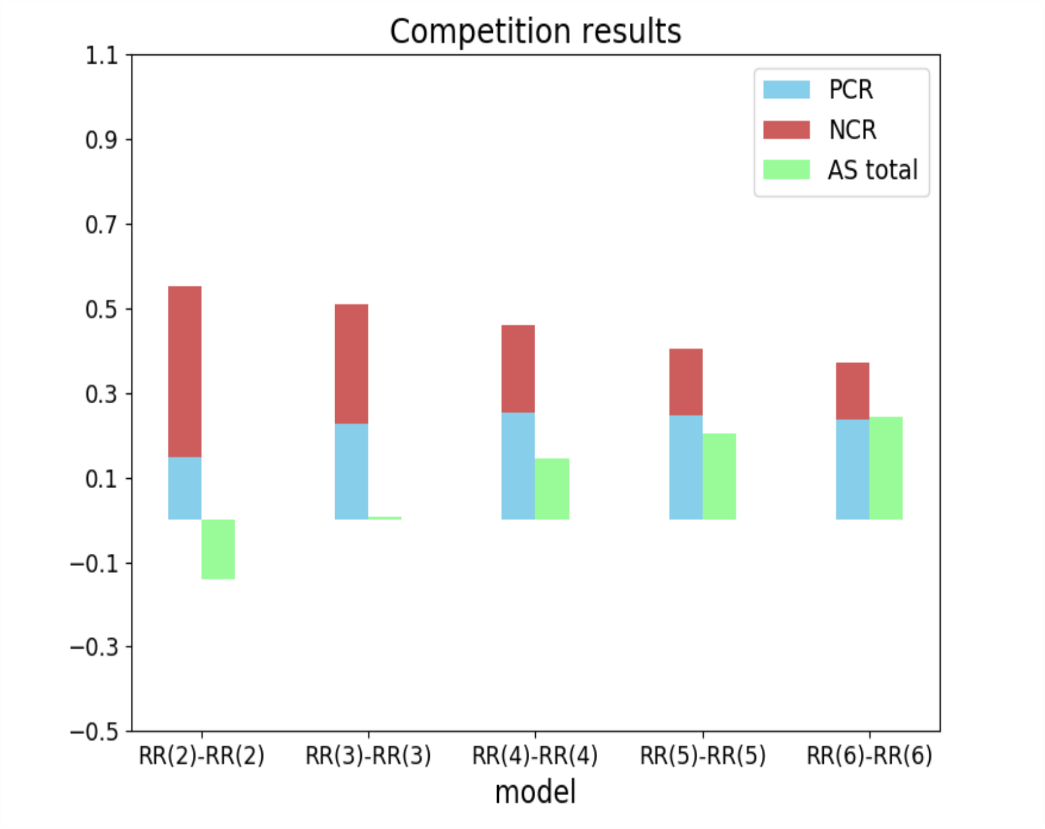 Competition results
1.1
0.9
0.7
0.5
0.3
0.1
−0.1
−0.3
−0.5
PCR
NCR
AS total
RR(2)-RR(2) RR(3)-RR(3) RR(4)-RR(4) RR(5)-RR(5) RR(6)-RR(6)
model